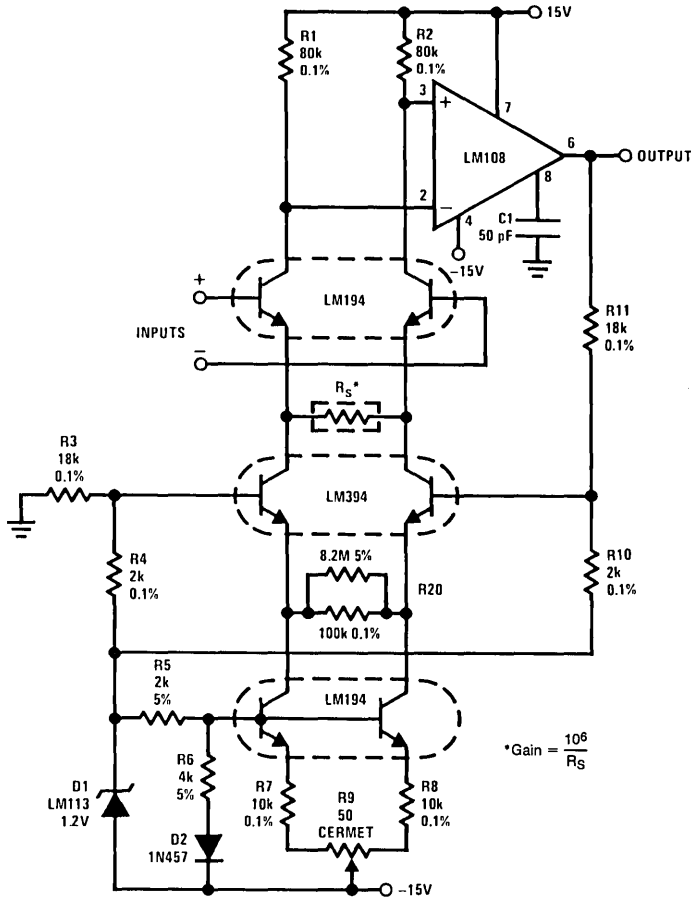 15V
R1
80k
0.1%
R2
80k
0.1%
3
+
7
LM108
6
OUTPUT
8
2
−
4
C1
50 pF
−15V
+
LM194
INPUTS
−
R11
18k
0.1%
RS*
R3
18k
0.1%
LM394
R4
2k
0.1%
8.2M 5%
R20
100k 0.1%
R10
2k
0.1%
R5
2k
5%
LM194
*Gain = 10⁶
RS
R6
4k
5%
R7
10k
0.1%
R9
50
CERMET
R8
10k
0.1%
D1
LM113
1.2V
D2
1N457
−15V